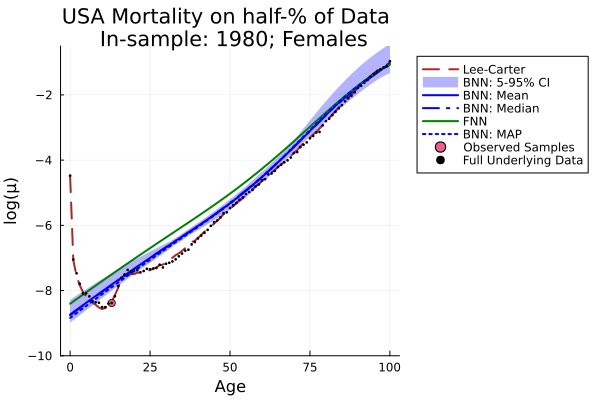 USA Mortality on half-% of Data
In-sample: 1980; Females
Lee-Carter
BNN: 5-95% CI
BNN: Mean
BNN: Median
FNN
BNN: MAP
Observed Samples
Full Underlying Data
log(μ)
−2
−4
−6
−8
−10
0
25
50
75
100
Age